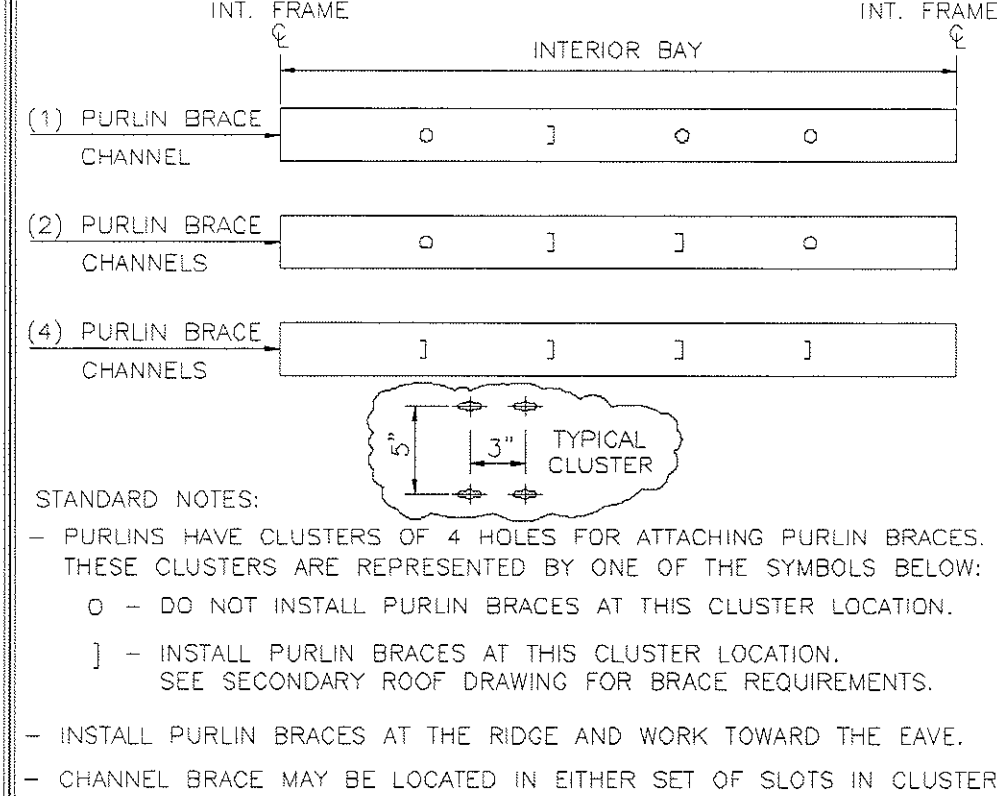 INT. FRAME
INT. FRAME
℄
℄
INTERIOR BAY
(1) PURLIN BRACE
CHANNEL
O ] O O
(2) PURLIN BRACE
CHANNELS
O ] ] O
(4) PURLIN BRACE
CHANNELS
] ] ] ]
5"
3"
TYPICAL
CLUSTER
STANDARD NOTES:
– PURLINS HAVE CLUSTERS OF 4 HOLES FOR ATTACHING PURLIN BRACES.
THESE CLUSTERS ARE REPRESENTED BY ONE OF THE SYMBOLS BELOW:
O – DO NOT INSTALL PURLIN BRACES AT THIS CLUSTER LOCATION.
] – INSTALL PURLIN BRACES AT THIS CLUSTER LOCATION.
SEE SECONDARY ROOF DRAWING FOR BRACE REQUIREMENTS.
– INSTALL PURLIN BRACES AT THE RIDGE AND WORK TOWARD THE EAVE.
– CHANNEL BRACE MAY BE LOCATED IN EITHER SET OF SLOTS IN CLUSTER